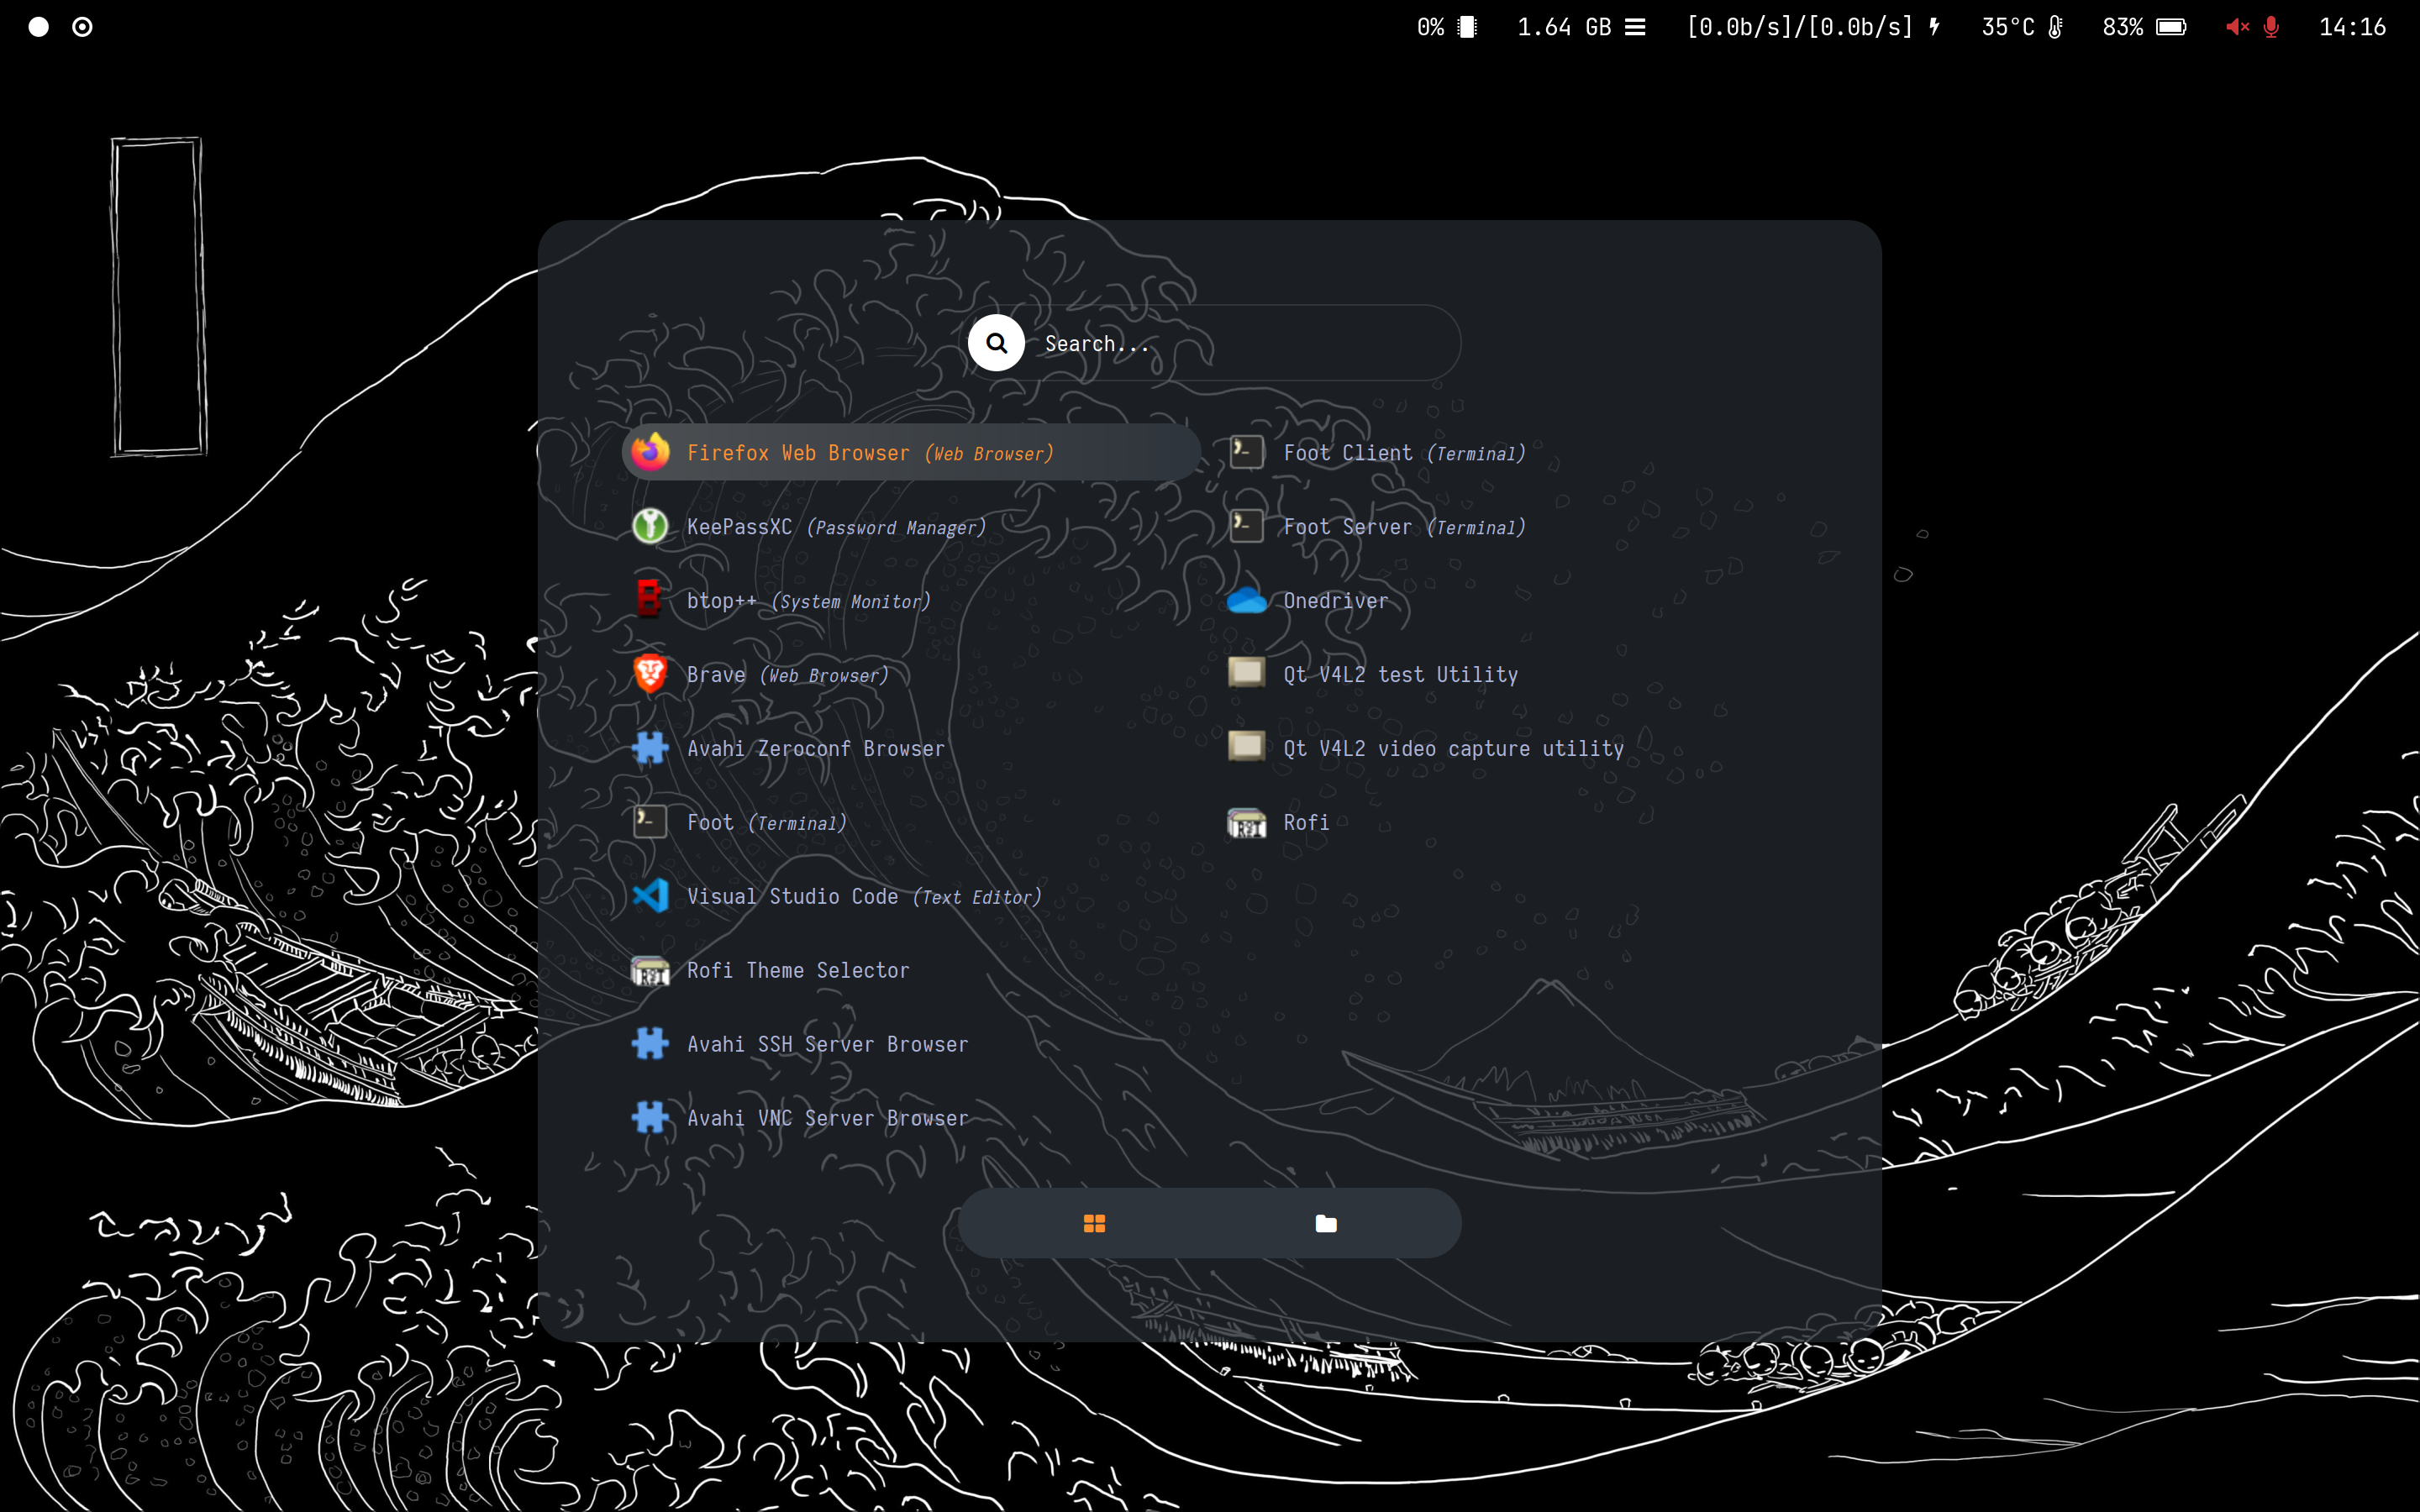 0% 1.64 GB [0.0b/s]/[0.0b/s] 35°C 83% 14:16
Search...
Firefox Web Browser (Web Browser)
KeePassXC (Password Manager)
btop++ (System Monitor)
Brave (Web Browser)
Avahi Zeroconf Browser
Foot (Terminal)
Visual Studio Code (Text Editor)
Rofi Theme Selector
Avahi SSH Server Browser
Avahi VNC Server Browser
Foot Client (Terminal)
Foot Server (Terminal)
Onedriver
Qt V4L2 test Utility
Qt V4L2 video capture utility
Rofi